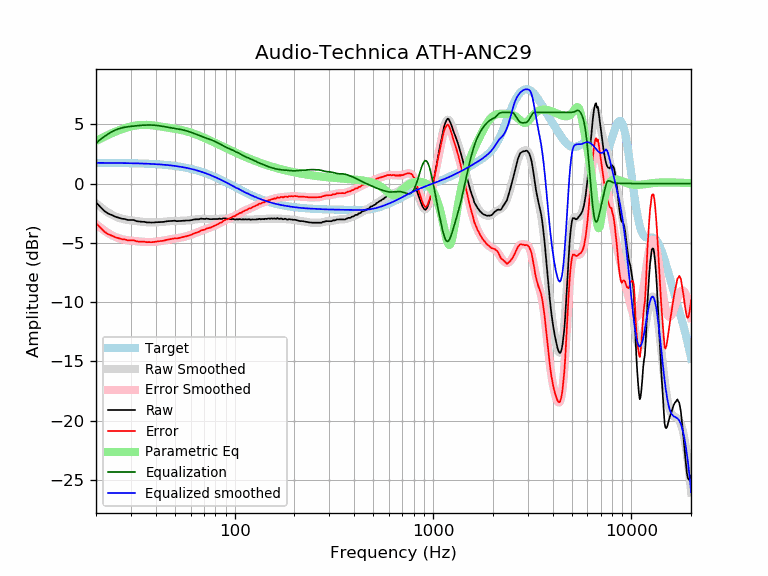 Audio-Technica ATH-ANC29
Amplitude (dBr)
5
0
−5
−10
−15
−20
−25
Target
Raw Smoothed
Error Smoothed
Raw
Error
Parametric Eq
Equalization
Equalized smoothed
100
1000
10000
Frequency (Hz)